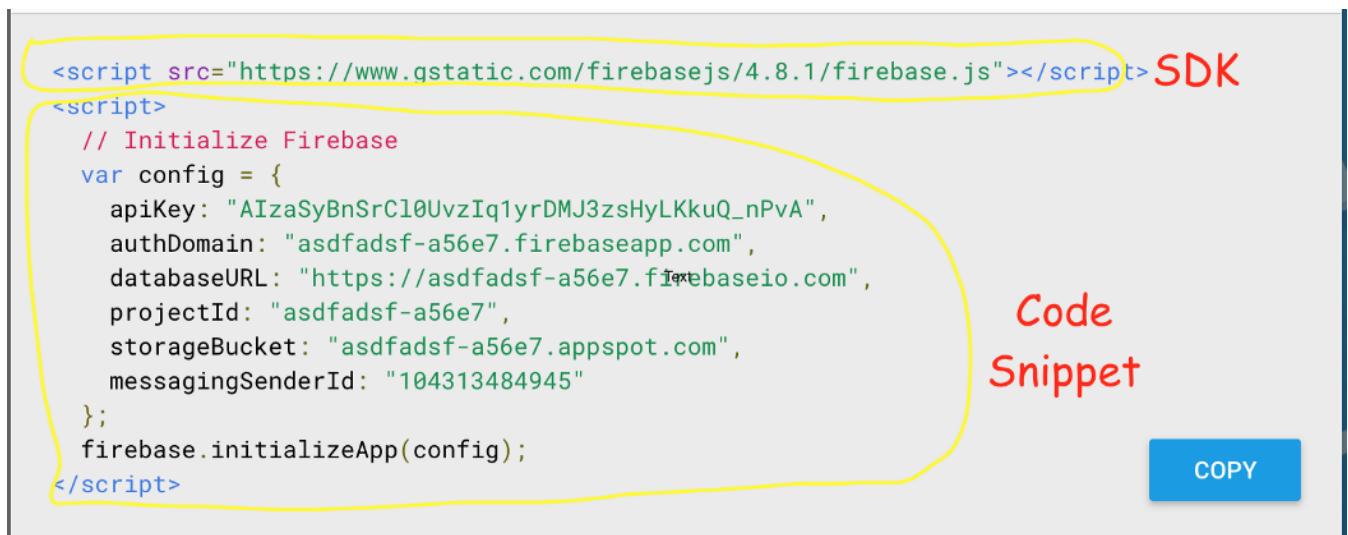 <script src="https://www.gstatic.com/firebasejs/4.8.1/firebase.js"></script> SDK
<script>
// Initialize Firebase
var config = {
apiKey: "AIzaSyBnSrCl0UvzIq1yrDMJ3zsHyLKkuQ_nPvA",
authDomain: "asdfadsf-a56e7.firebaseapp.com",
databaseURL: "https://asdfadsf-a56e7.firebaseio.com",
Text
projectId: "asdfadsf-a56e7",
storageBucket: "asdfadsf-a56e7.appspot.com",
messagingSenderId: "104313484945"
};
firebase.initializeApp(config);
</script>
Code
Snippet
COPY